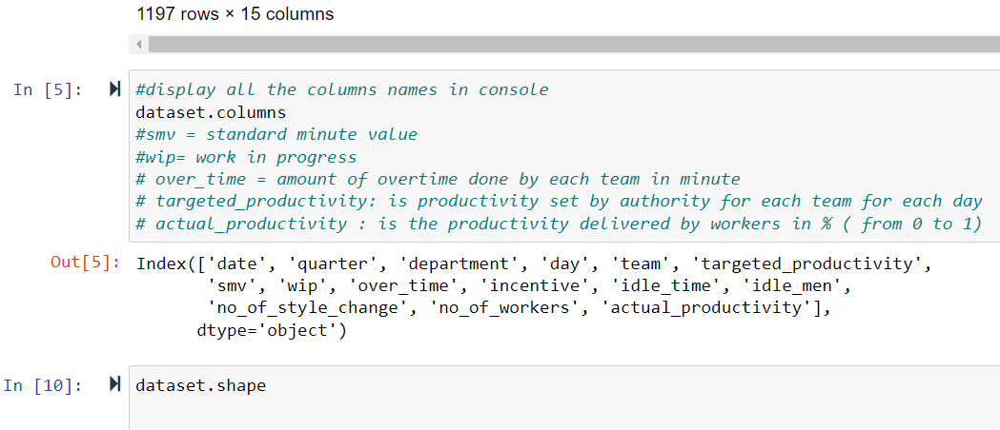 1197 rows × 15 columns
In [5]: #display all the columns names in console
dataset.columns
#smv = standard minute value
#wip= work in progress
# over_time = amount of overtime done by each team in minute
# targeted_productivity: is productivity set by authority for each team for each day
# actual_productivity : is the productivity delivered by workers in % ( from 0 to 1)
Out[5]: Index(['date', 'quarter', 'department', 'day', 'team', 'targeted_productivity',
'smv', 'wip', 'over_time', 'incentive', 'idle_time', 'idle_men',
'no_of_style_change', 'no_of_workers', 'actual_productivity'],
dtype='object')
In [10]: dataset.shape